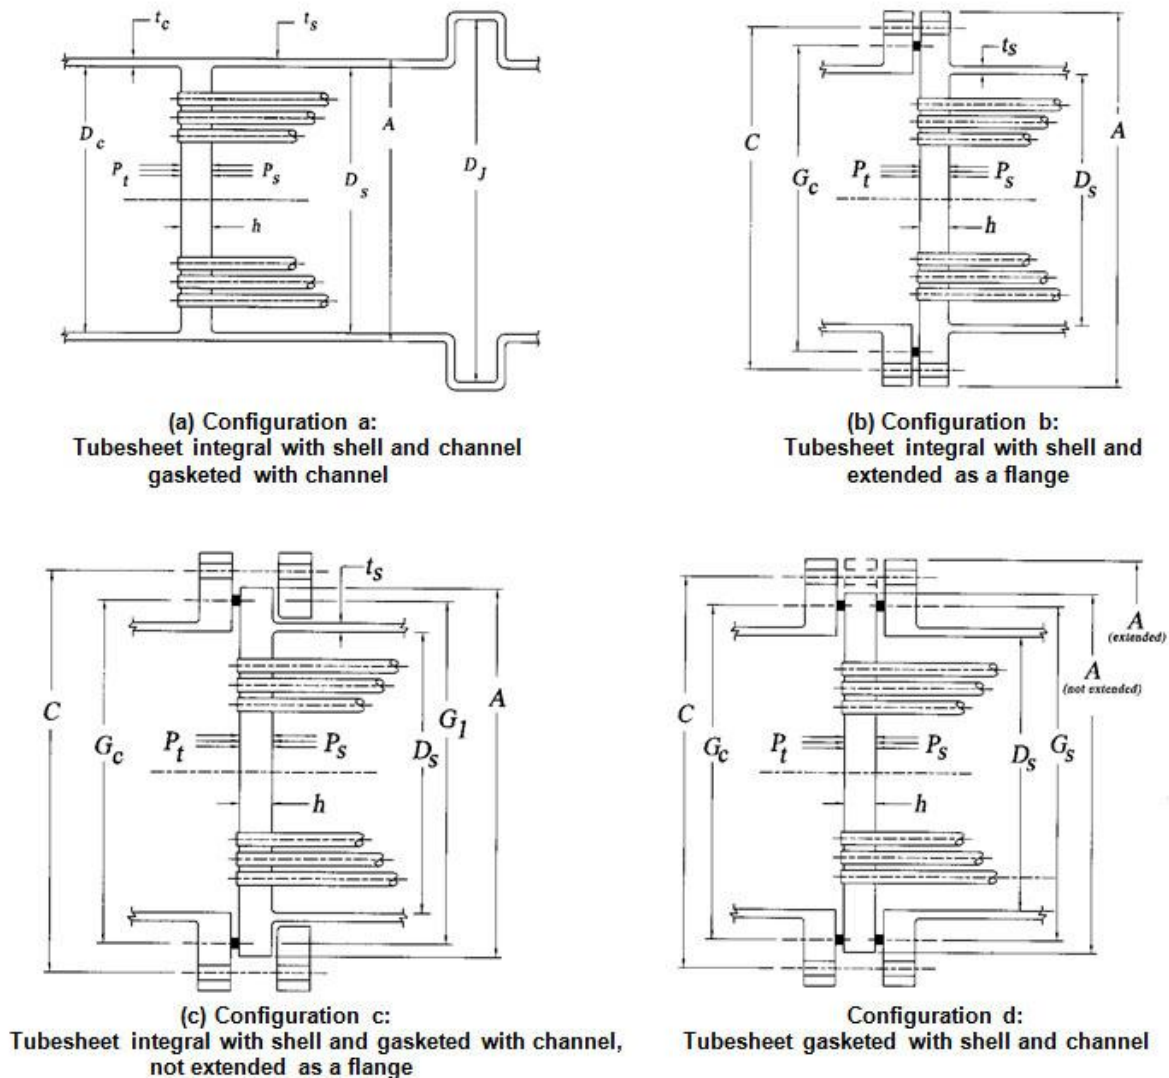 t_c t_s
D_c P_t P_s h D_s A D_J
(a) Configuration a:
Tubesheet integral with shell and channel
gasketed with channel
t_s
C G_c P_t P_s h D_s A
(b) Configuration b:
Tubesheet integral with shell and
extended as a flange
t_s
C G_c P_t P_s h D_s G_1 A
(c) Configuration c:
Tubesheet integral with shell and gasketed with channel,
not extended as a flange
A
(extended)
A
(not extended)
C G_c P_t P_s h D_s G_s
Configuration d:
Tubesheet gasketed with shell and channel